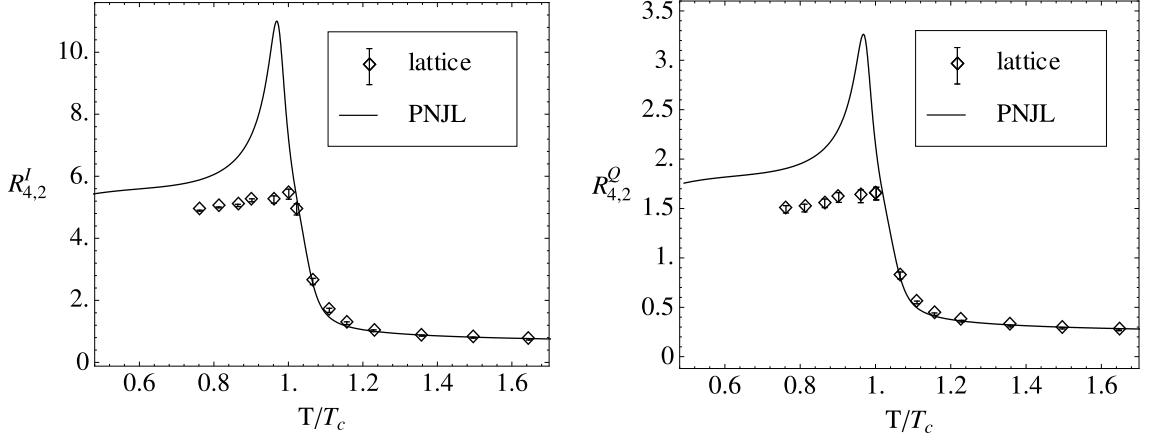 10.
8.
6.
4.
2.
0
R^I_{4,2}
0.6 0.8 1. 1.2 1.4 1.6
T/T_c
lattice
PNJL
3.5
3.
2.5
2.
1.5
1.
0.5
0
R^Q_{4,2}
0.6 0.8 1. 1.2 1.4 1.6
T/T_c
lattice
PNJL